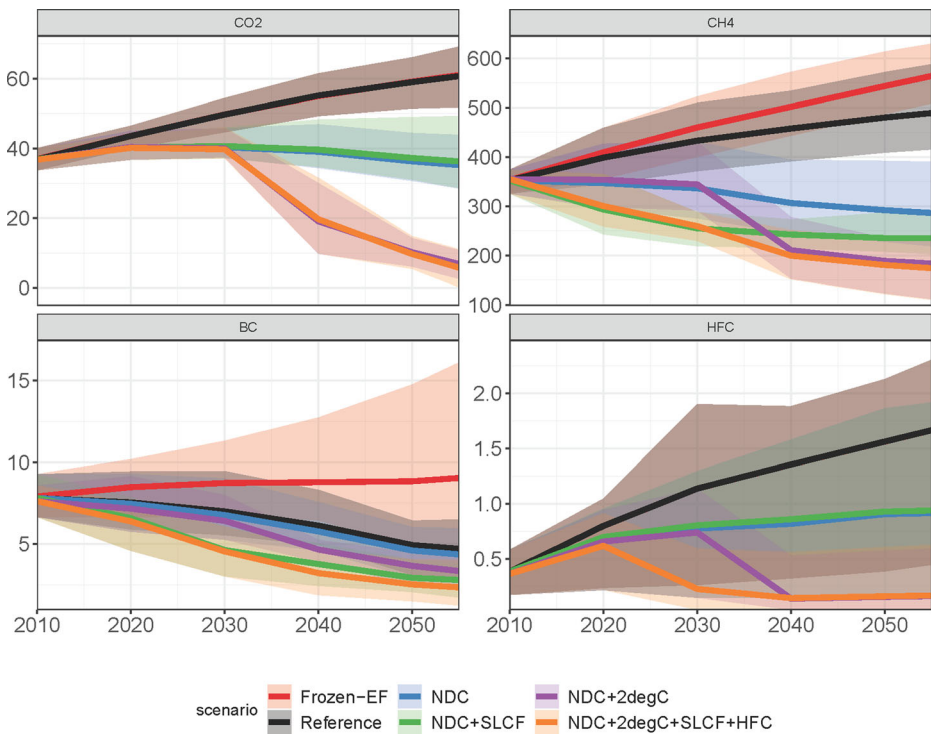 CO2
CH4
60
40
20
0
600
500
400
300
200
100
BC
HFC
15
10
5
2.0
1.5
1.0
0.5
2010 2020 2030 2040 2050
2010 2020 2030 2040 2050
scenario
Frozen−EF NDC NDC+2degC
Reference NDC+SLCF NDC+2degC+SLCF+HFC